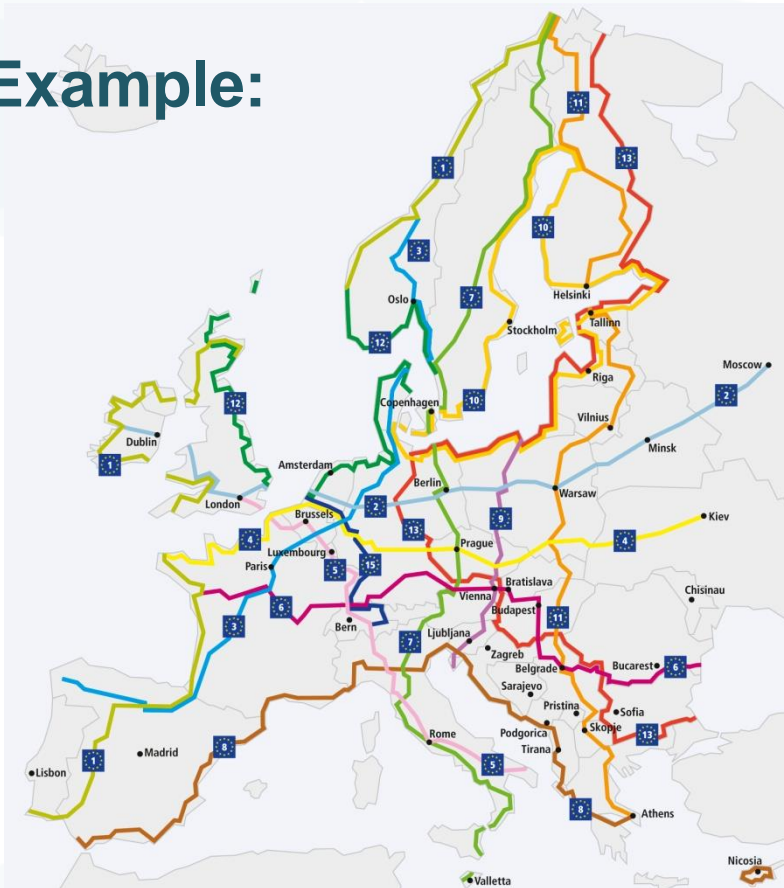 Example:
11
1
13
3
10
7
Oslo
Helsinki
Stockholm
Tallinn
12
Moscow
Riga
2
12
Copenhagen
10
Vilnius
Dublin
Minsk
1
Amsterdam
London
Berlin
2
Warsaw
Brussels
9
Kiev
4
13
4
Prague
Luxembourg
Paris
5
15
Bratislava
Vienna
Chisinau
6
Budapest
3
Bern
11
7
Ljubljana
Zagreb
Belgrade
Bucarest
6
Sarajevo
Pristina
Sofia
Podgorica
Skopje
13
Rome
Tirana
8
Madrid
1
5
Lisbon
8
Athens
Nicosia
Valletta